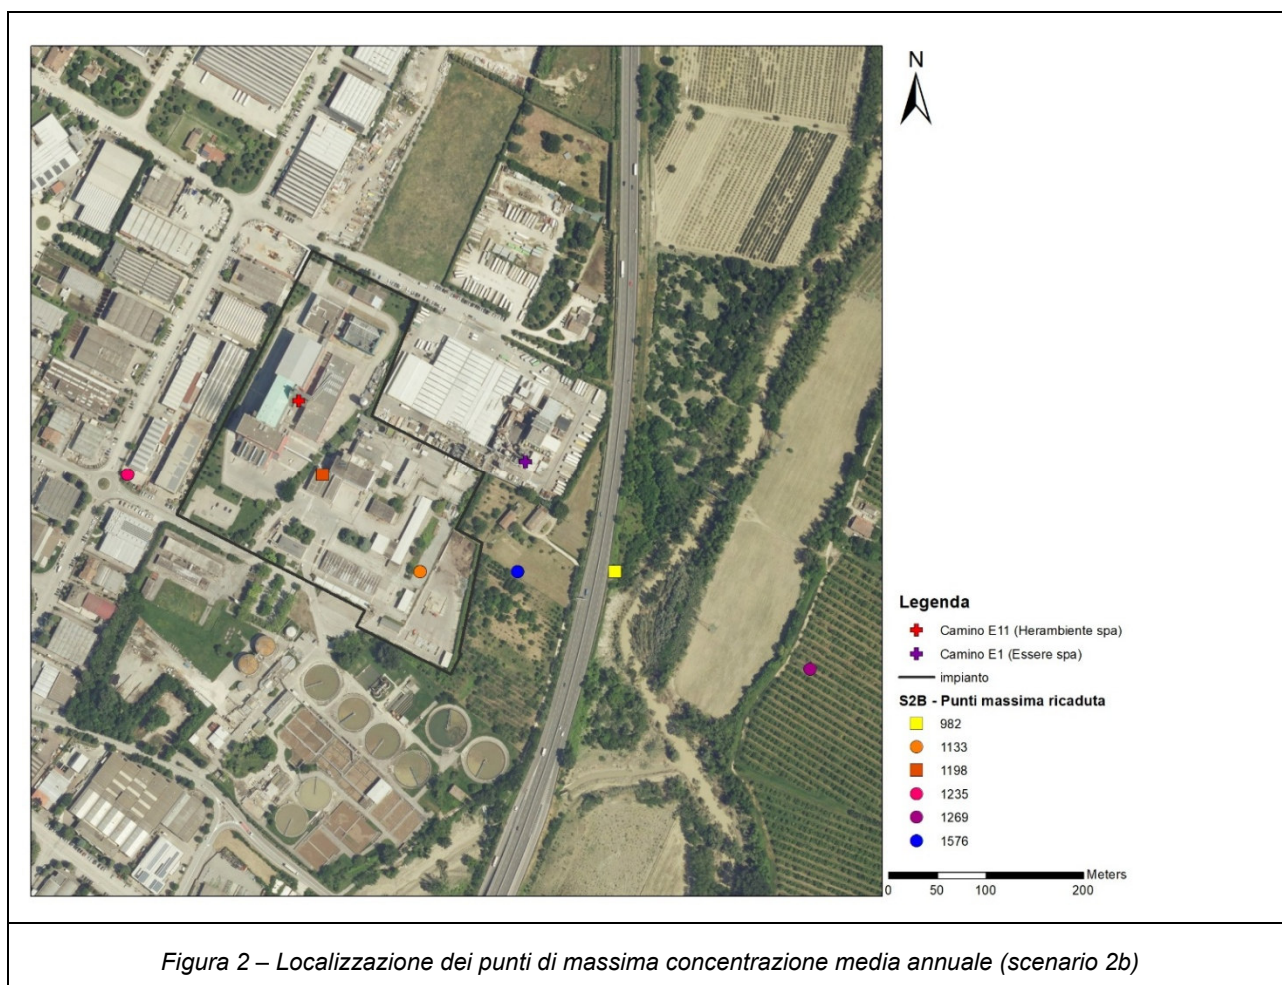 N
Legenda
Camino E11 (Herambiente spa)
Camino E1 (Essere spa)
impianto
S2B - Punti massima ricaduta
982
1133
1198
1235
1269
1576
Meters
0 50 100 200
Figura 2 – Localizzazione dei punti di massima concentrazione media annuale (scenario 2b)